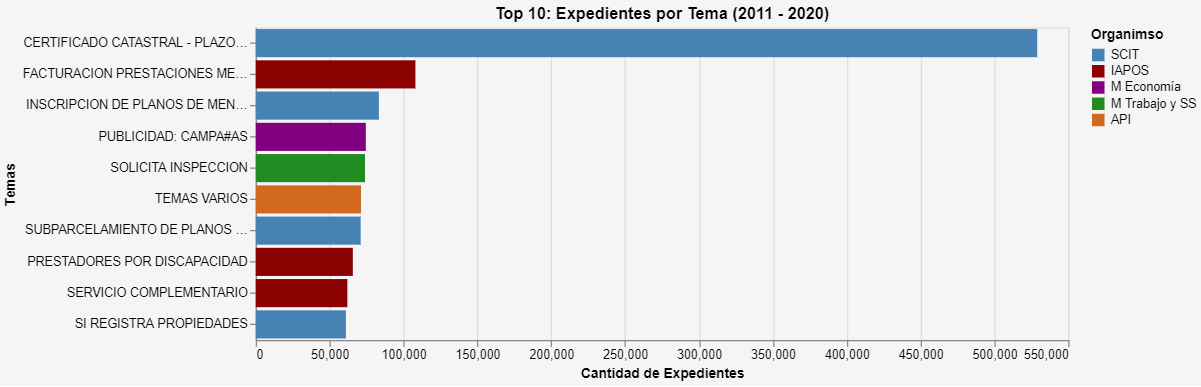 Top 10: Expedientes por Tema (2011 - 2020)
Organimso
SCIT
IAPOS
M Economía
M Trabajo y SS
API
Temas
CERTIFICADO CATASTRAL - PLAZO…
FACTURACION PRESTACIONES ME…
INSCRIPCION DE PLANOS DE MEN…
PUBLICIDAD: CAMPA#AS
SOLICITA INSPECCION
TEMAS VARIOS
SUBPARCELAMIENTO DE PLANOS …
PRESTADORES POR DISCAPACIDAD
SERVICIO COMPLEMENTARIO
SI REGISTRA PROPIEDADES
0 50,000 100,000 150,000 200,000 250,000 300,000 350,000 400,000 450,000 500,000 550,000
Cantidad de Expedientes